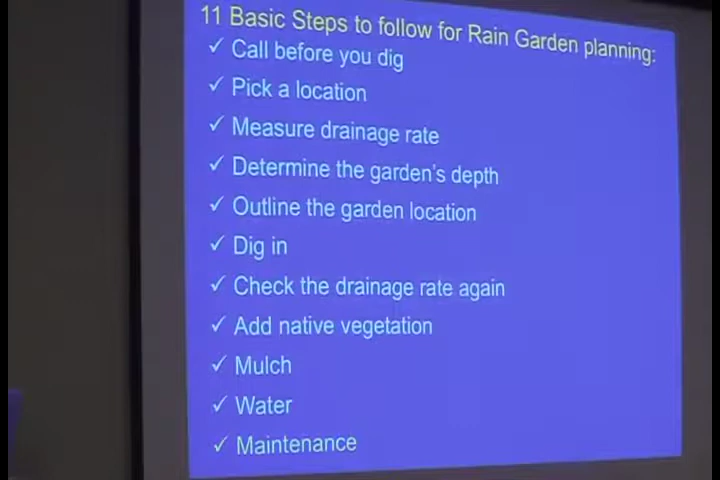 11 Basic Steps to follow for Rain Garden planning:
✓ Call before you dig
✓ Pick a location
✓ Measure drainage rate
✓ Determine the garden's depth
✓ Outline the garden location
✓ Dig in
✓ Check the drainage rate again
✓ Add native vegetation
✓ Mulch
✓ Water
✓ Maintenance